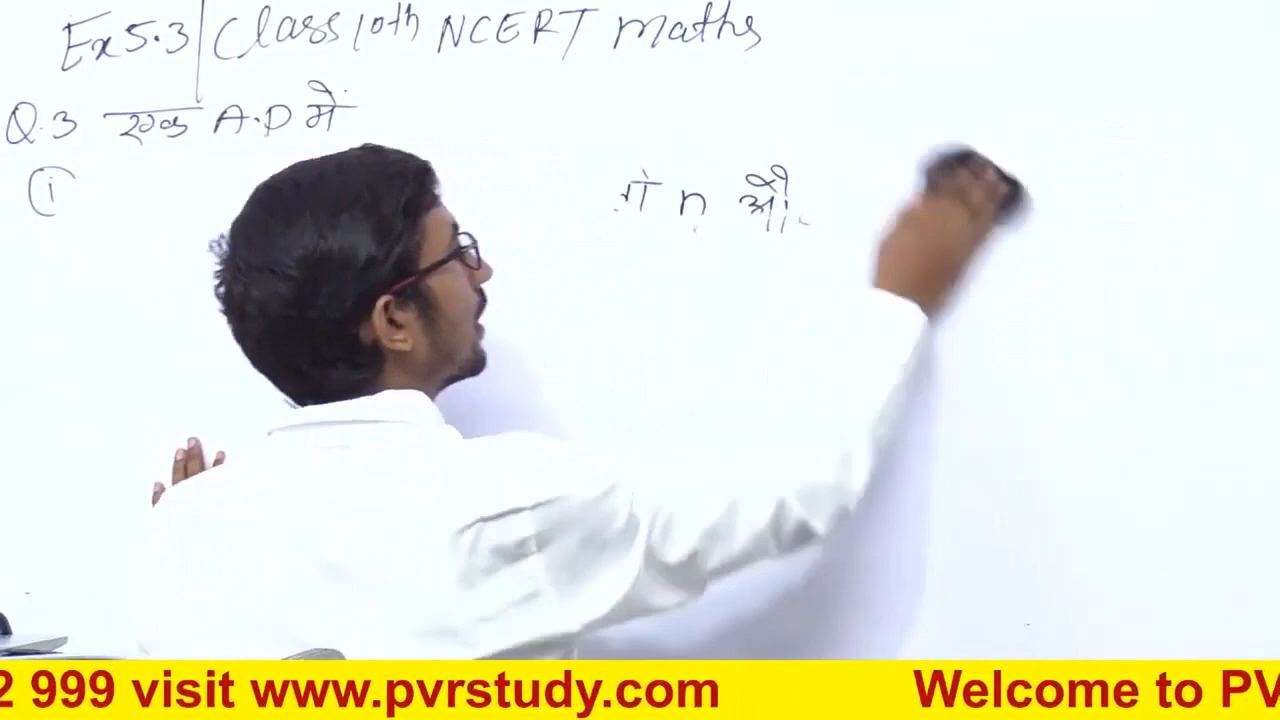 Ex 5.3 | Class 10th NCERT maths
Q.3 एक A.P में
(i)
n औ
2 999 visit www.pvrstudy.com Welcome to PV